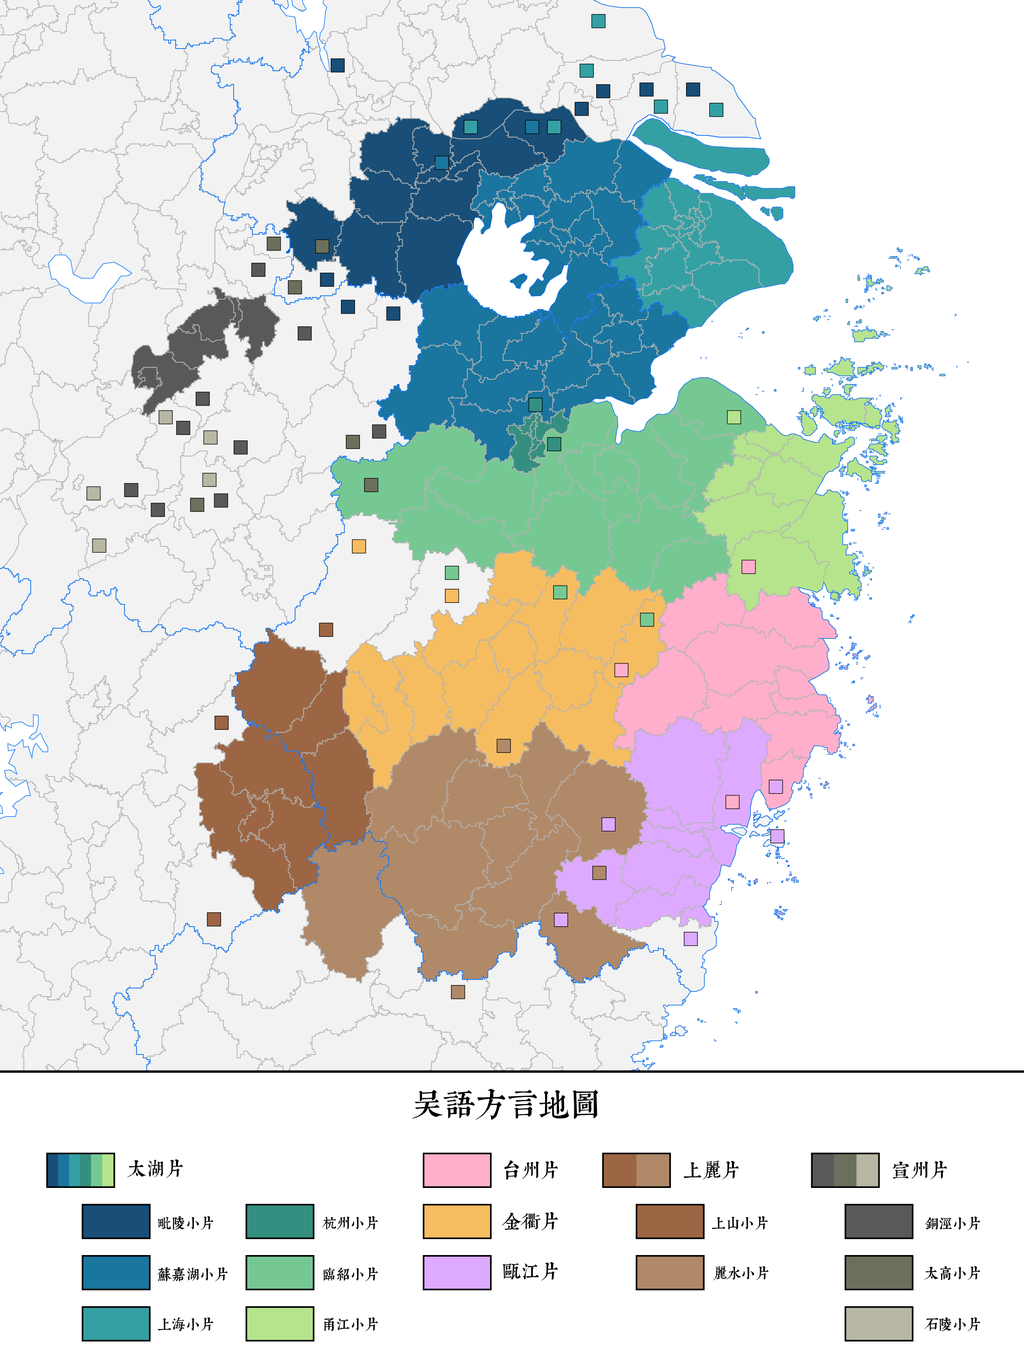 吴語方言地圖
太湖片
台州片
上麗片
宣州片
毗陵小片
杭州小片
金衢片
上山小片
銅涇小片
蘇嘉湖小片
臨紹小片
甌江片
麗水小片
太高小片
上海小片
甬江小片
石陵小片